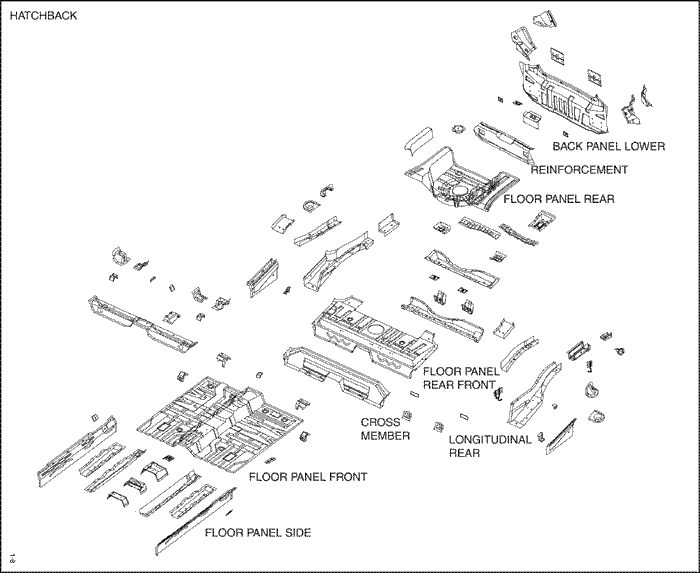 HATCHBACK
BACK PANEL LOWER
REINFORCEMENT
FLOOR PANEL REAR
FLOOR PANEL
REAR FRONT
CROSS
MEMBER
LONGITUDINAL
REAR
FLOOR PANEL FRONT
FLOOR PANEL SIDE
1-8